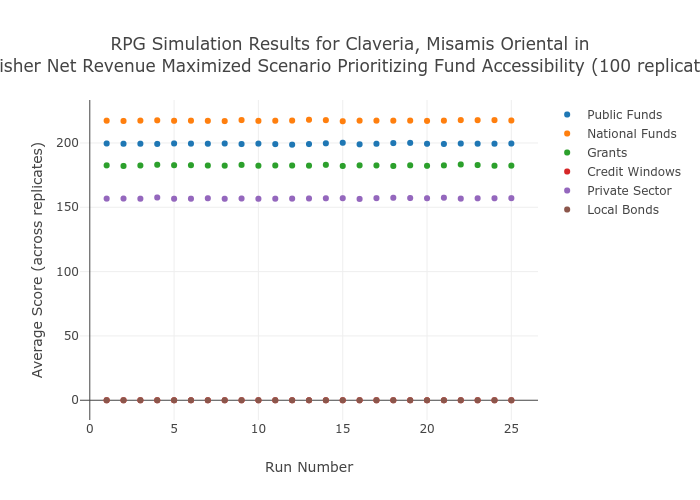 RPG Simulation Results for Claveria, Misamis Oriental in
Net Revenue Maximized Scenario Prioritizing Fund Accessibility (100
Public Funds
National Funds
Grants
Credit Windows
Private Sector
Local Bonds
Average Score (across replicates)
200
150
100
50
0
0
5
10
15
20
25
Run Number